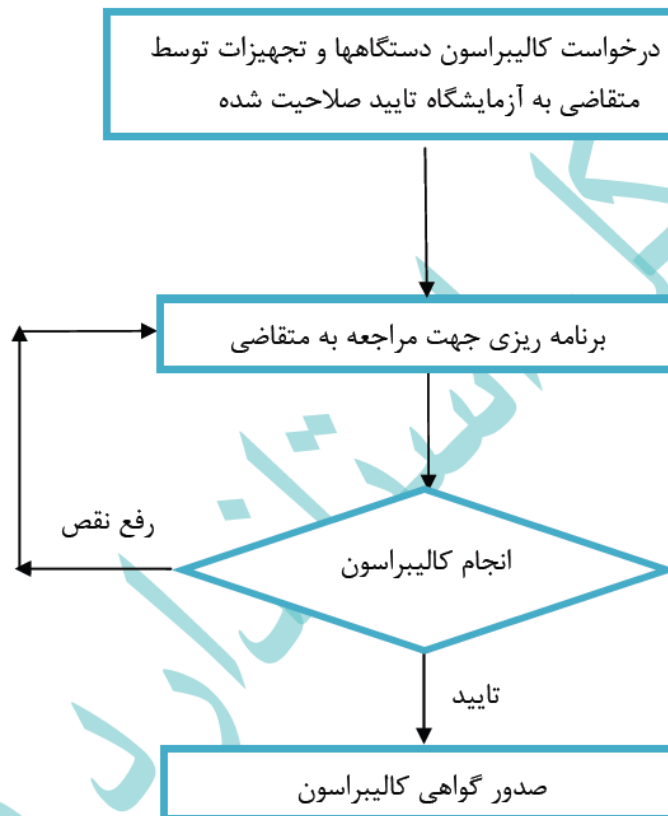 درخواست کالیبراسون دستگاهها و تجهیزات توسط
متقاضی به آزمایشگاه تایید صلاحیت شده
برنامه ریزی جهت مراجعه به متقاضی
رفع نقص
انجام کالیبراسون
تایید
صدور گواهی کالیبراسون